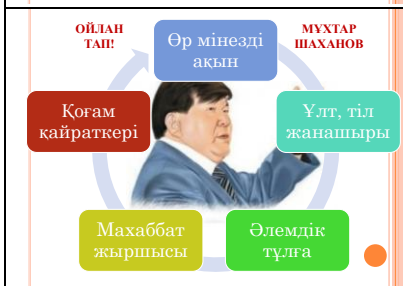 ОЙЛАН
ТАП!
Өр мінезді
ақын
МҰХТАР
ШАХАНОВ
Қоғам
қайраткері
Ұлт, тіл
жанашыры
Махаббат
жыршысы
Әлемдік
тұлға